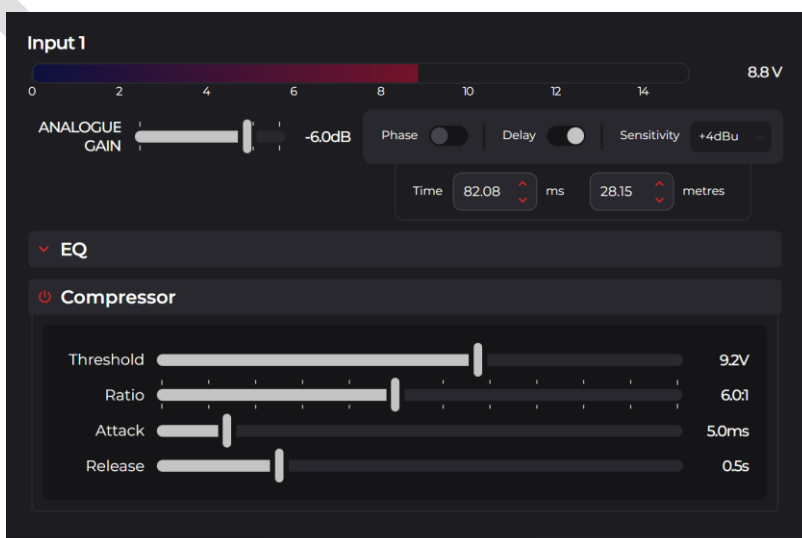 Input 1
8.8 V
0 2 4 6 8 10 12 14
ANALOGUE
GAIN
-6.0dB
Phase Delay Sensitivity +4dBu
Time 82.08 ms 28.15 metres
EQ
Compressor
Threshold 9.2V
Ratio 6.0:1
Attack 5.0ms
Release 0.5s